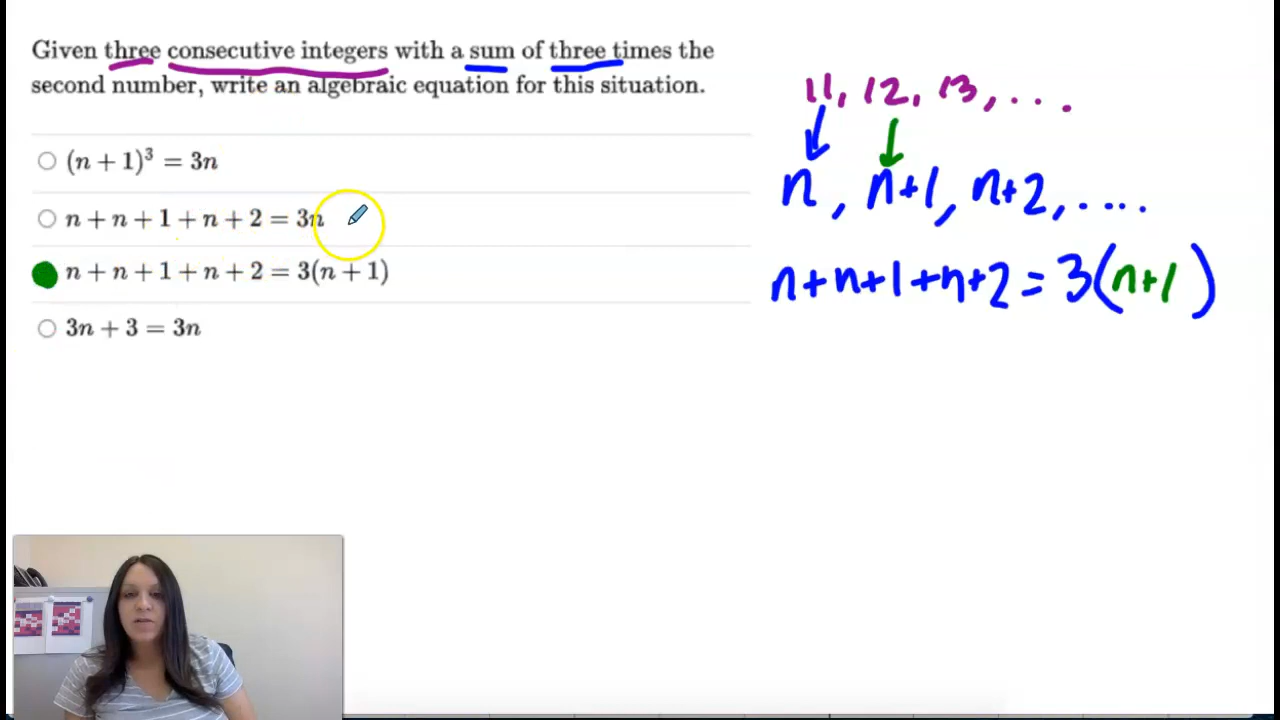 Given three consecutive integers with a sum of three times the
second number, write an algebraic equation for this situation.
(n + 1)³ = 3n
n + n + 1 + n + 2 = 3n
n + n + 1 + n + 2 = 3(n + 1)
3n + 3 = 3n
11, 12, 13, ...
n, n+1, n+2, ....
n+n+1+n+2=3(n+1)